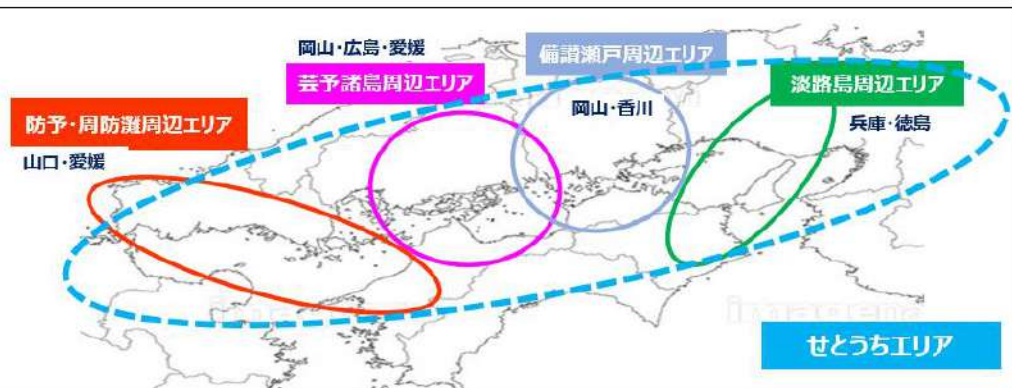 岡山・広島・愛媛
備讃瀬戸周辺エリア
芸予諸島周辺エリア
淡路島周辺エリア
岡山・香川
防予・周防灘周辺エリア
兵庫・徳島
山口・愛媛
せとうちエリア